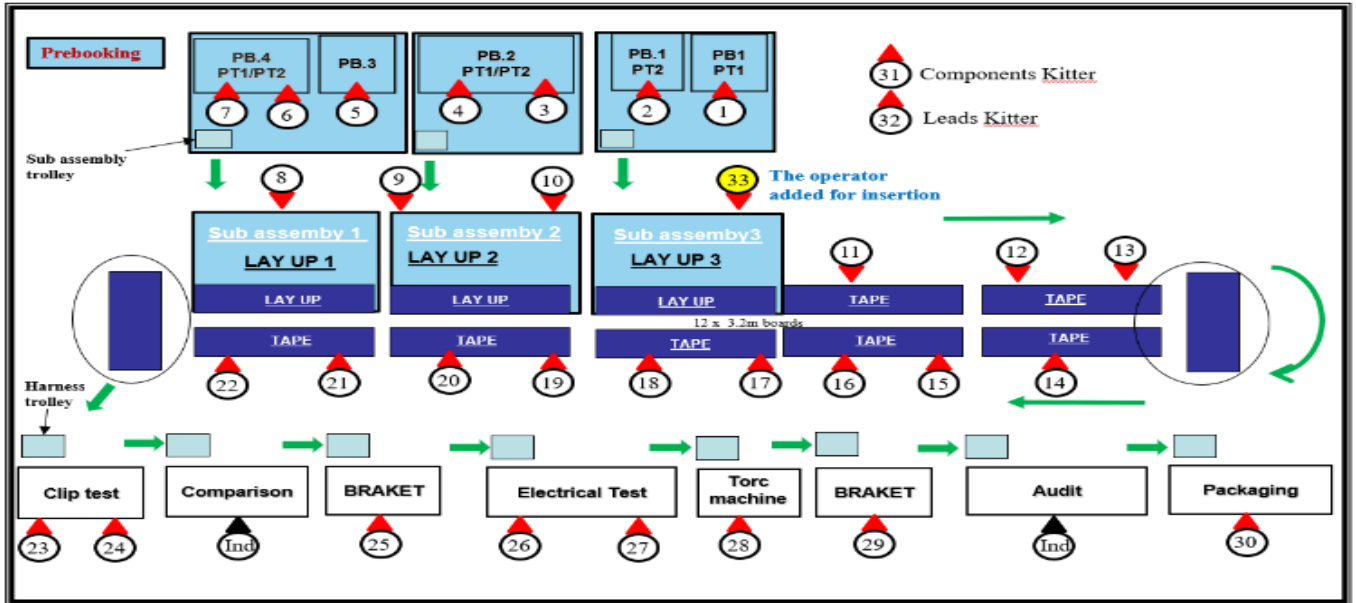 Prebooking
PB.4
PT1/PT2
PB.3
PB.2
PT1/PT2
PB.1
PT2
PB1
PT1
31 Components Kitter
32 Leads Kitter
7
6
5
4
3
2
1
Sub assembly
trolley
8
9
10
33
The operator
added for insertion
Sub assemby 1
LAY UP 1
Sub assemby 2
LAY UP 2
Sub assemby3
LAY UP 3
11
12
13
LAY UP
LAY UP
LAY UP
TAPE
TAPE
12 x 3.2m boards
TAPE
TAPE
TAPE
TAPE
TAPE
22
21
20
19
18
17
16
15
14
Harness
trolley
Clip test
Comparison
BRAKET
Electrical Test
Torc
machine
BRAKET
Audit
Packaging
23
24
Ind
25
26
27
28
29
Ind
30